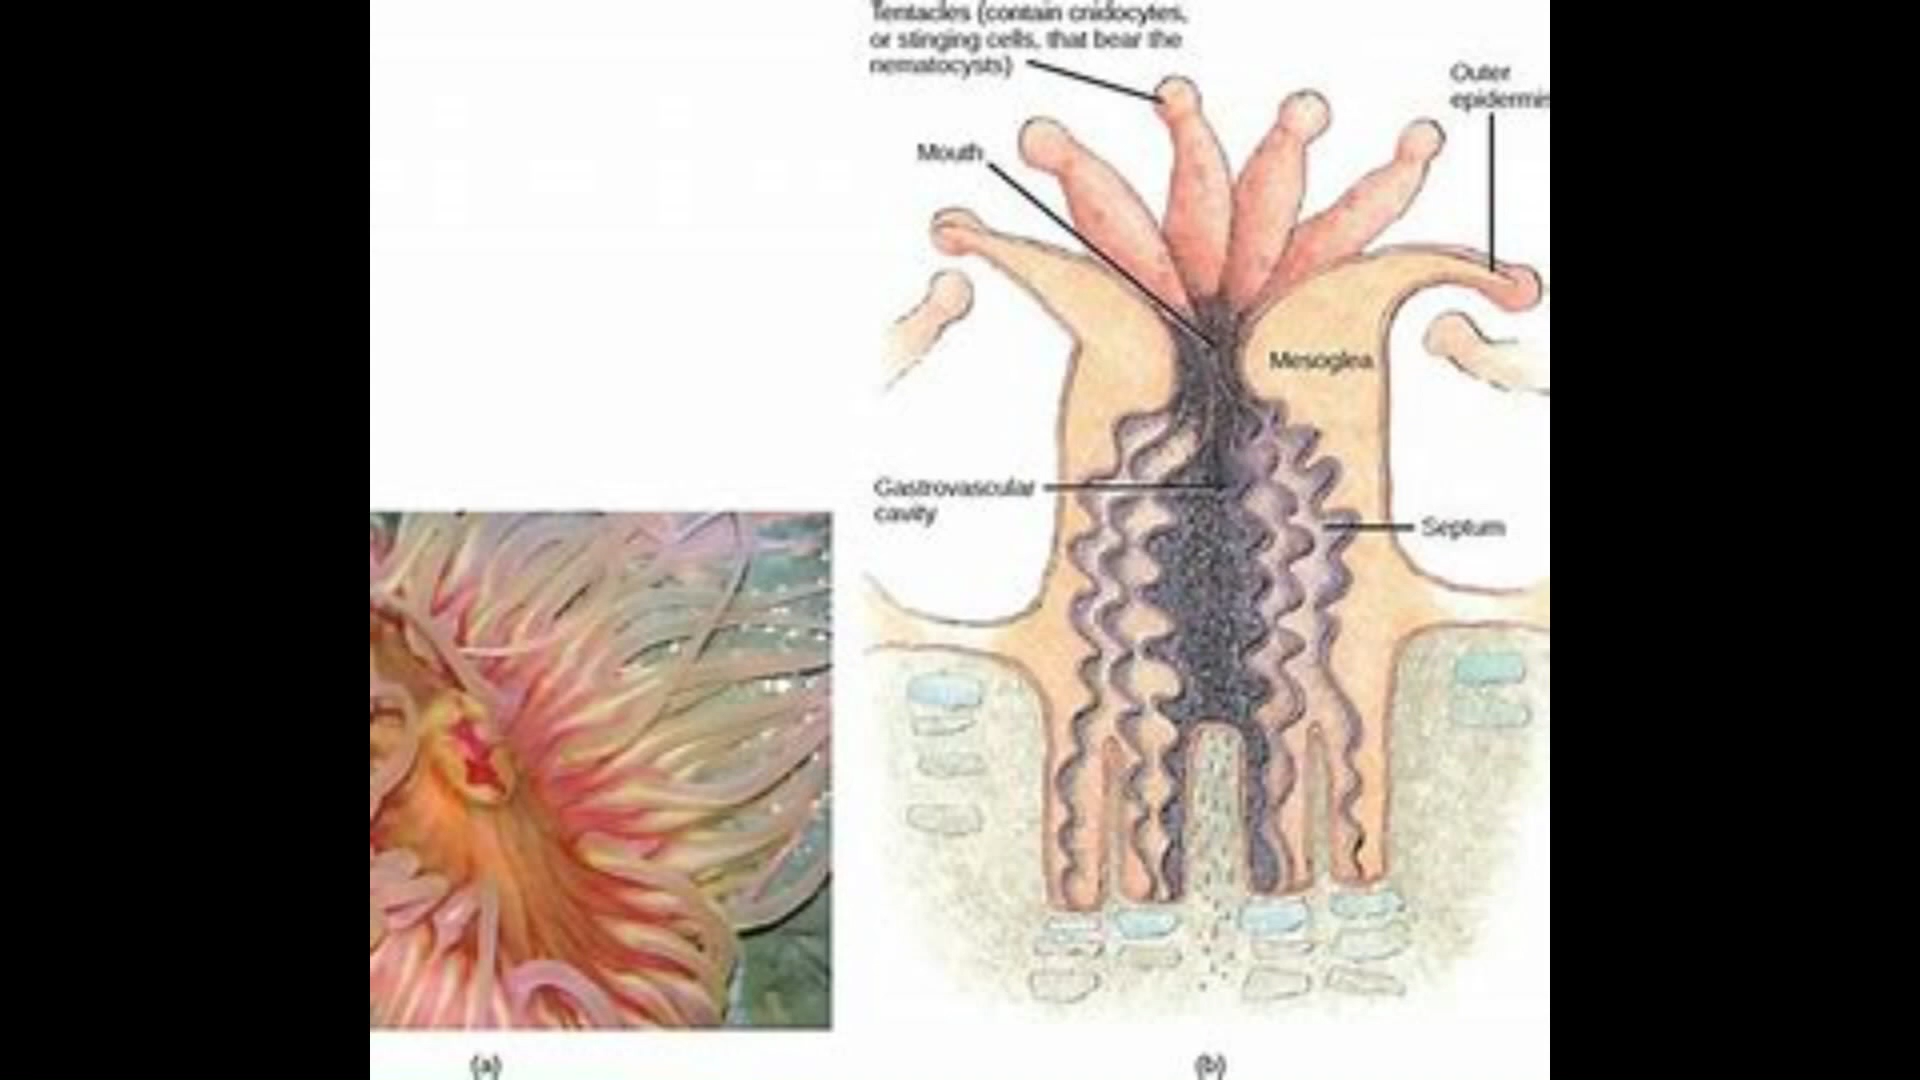 Tentacles (contain cnidocytes,
or stinging cells, that bear the
nematocysts)
Outer
epidermis
Mouth
Mesoglea
Gastrovascular
cavity
Septum
(a)
(b)